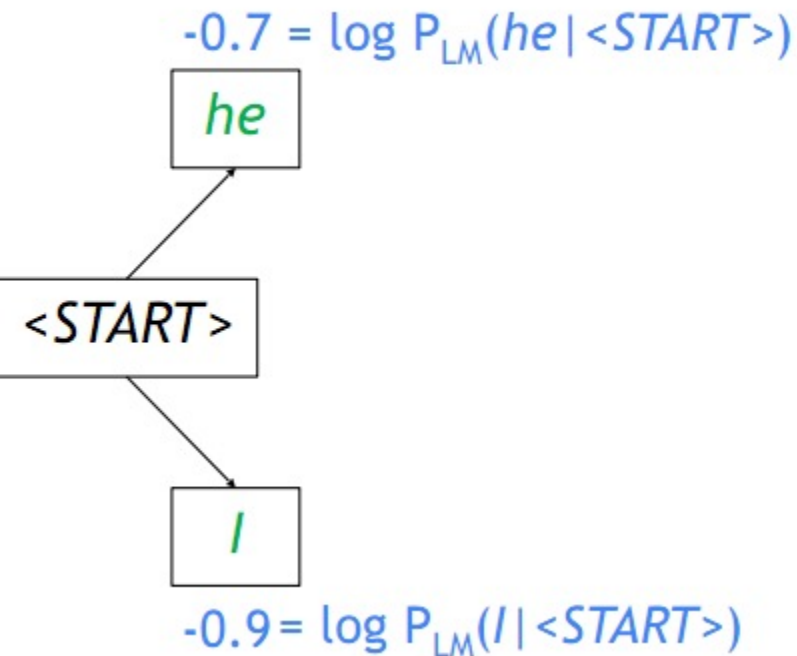 -0.7 = log P_LM(he|<START>)
he
<START>
I
-0.9= log P_LM(I|<START>)